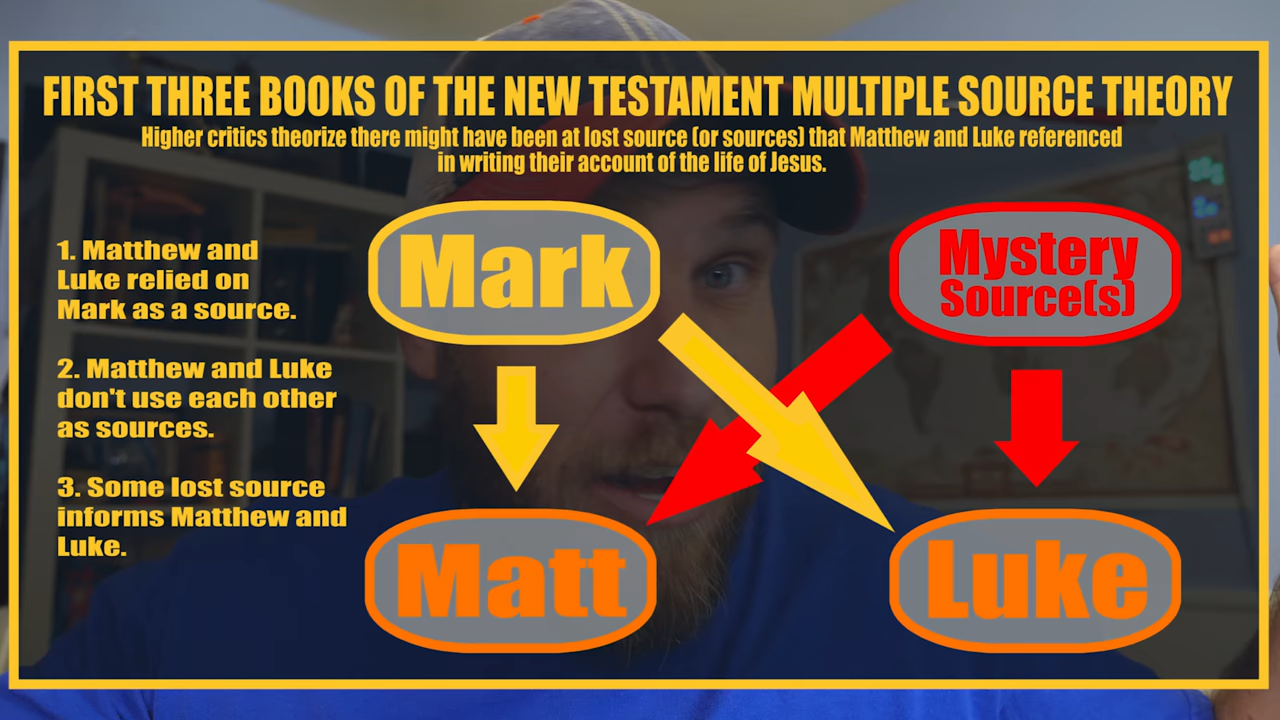 FIRST THREE BOOKS OF THE NEW TESTAMENT MULTIPLE SOURCE THEORY
Higher critics theorize there might have been at lost source (or sources) that Matthew and Luke referenced
in writing their account of the life of Jesus.
1. Matthew and
Luke relied on
Mark as a source.
2. Matthew and Luke
don't use each other
as sources.
3. Some lost source
informs Matthew and
Luke.
Mark
Mystery
Source(s)
Matt
Luke